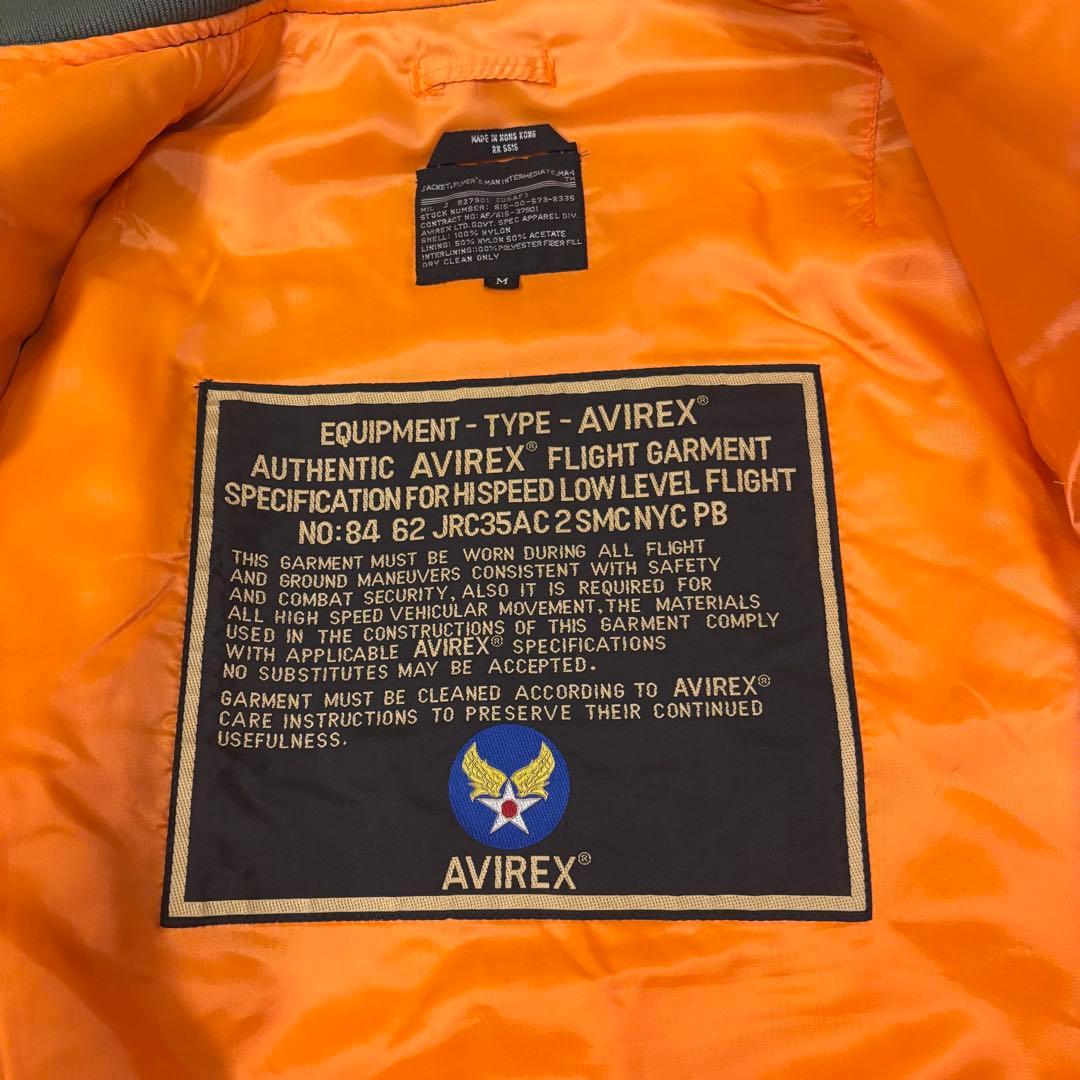 MADE IN HONG KONG
RN 5616
JACKET, FLYER'S MAN INTERMEDIATE, MA-1
TH
MIL J 827901 (USAF)
STOCK NUMBER: 615-00-573-8335
CONTRACT NO: AF/615-37901
AVIREX LTD. GOVT. SPEC APPAREL DIV.
SHELL: 100% NYLON
LINING: 50% NYLON 50% ACETATE
INTERLINING:100% POLYESTER FIBER FILL
DRY CLEAN ONLY
M
EQUIPMENT - TYPE - AVIREX®
AUTHENTIC AVIREX® FLIGHT GARMENT
SPECIFICATION FOR HI SPEED LOW LEVEL FLIGHT
NO: 84 62 JRC35AC 2 SMC NYC PB
THIS GARMENT MUST BE WORN DURING ALL FLIGHT
AND GROUND MANEUVERS CONSISTENT WITH SAFETY
AND COMBAT SECURITY, ALSO IT IS REQUIRED FOR
ALL HIGH SPEED VEHICULAR MOVEMENT, THE MATERIALS
USED IN THE CONSTRUCTIONS OF THIS GARMENT COMPLY
WITH APPLICABLE AVIREX® SPECIFICATIONS
NO SUBSTITUTES MAY BE ACCEPTED.
GARMENT MUST BE CLEANED ACCORDING TO AVIREX®
CARE INSTRUCTIONS TO PRESERVE THEIR CONTINUED
USEFULNESS.
AVIREX®